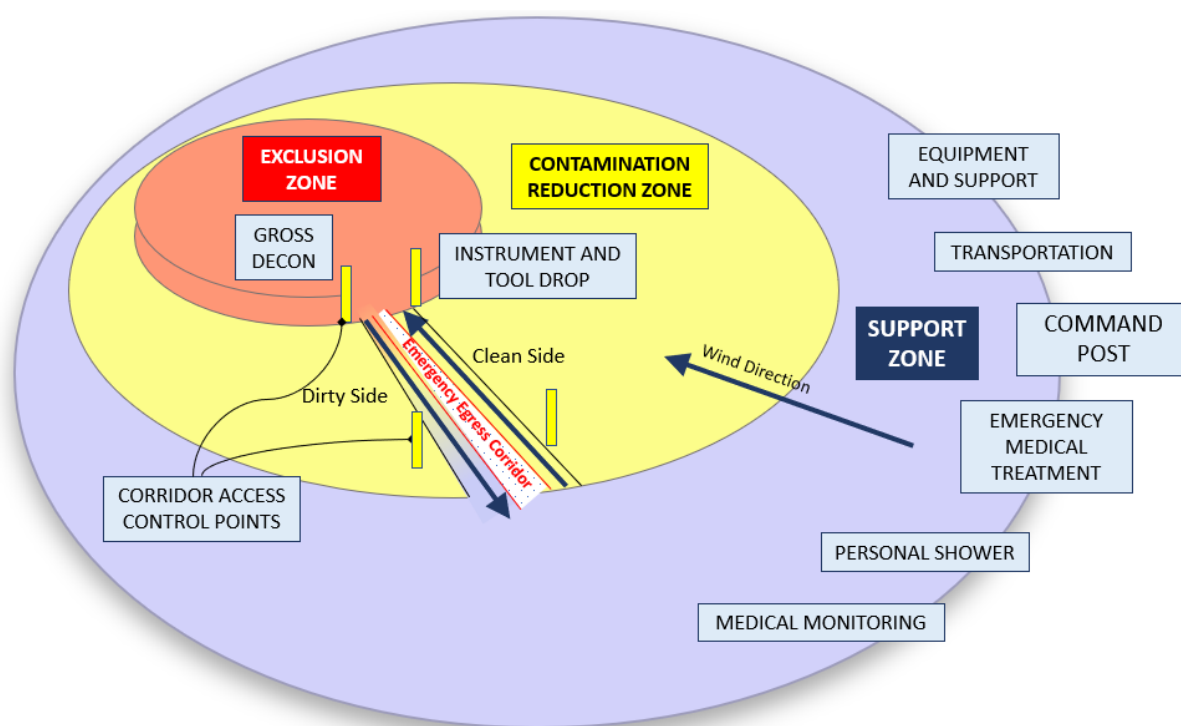 EXCLUSION
ZONE
CONTAMINATION
REDUCTION ZONE
EQUIPMENT
AND SUPPORT
GROSS
DECON
INSTRUMENT AND
TOOL DROP
TRANSPORTATION
SUPPORT
ZONE
COMMAND
POST
Clean Side
Wind Direction
Dirty Side
Emergency Egress Corridor
EMERGENCY
MEDICAL
TREATMENT
CORRIDOR ACCESS
CONTROL POINTS
PERSONAL SHOWER
MEDICAL MONITORING